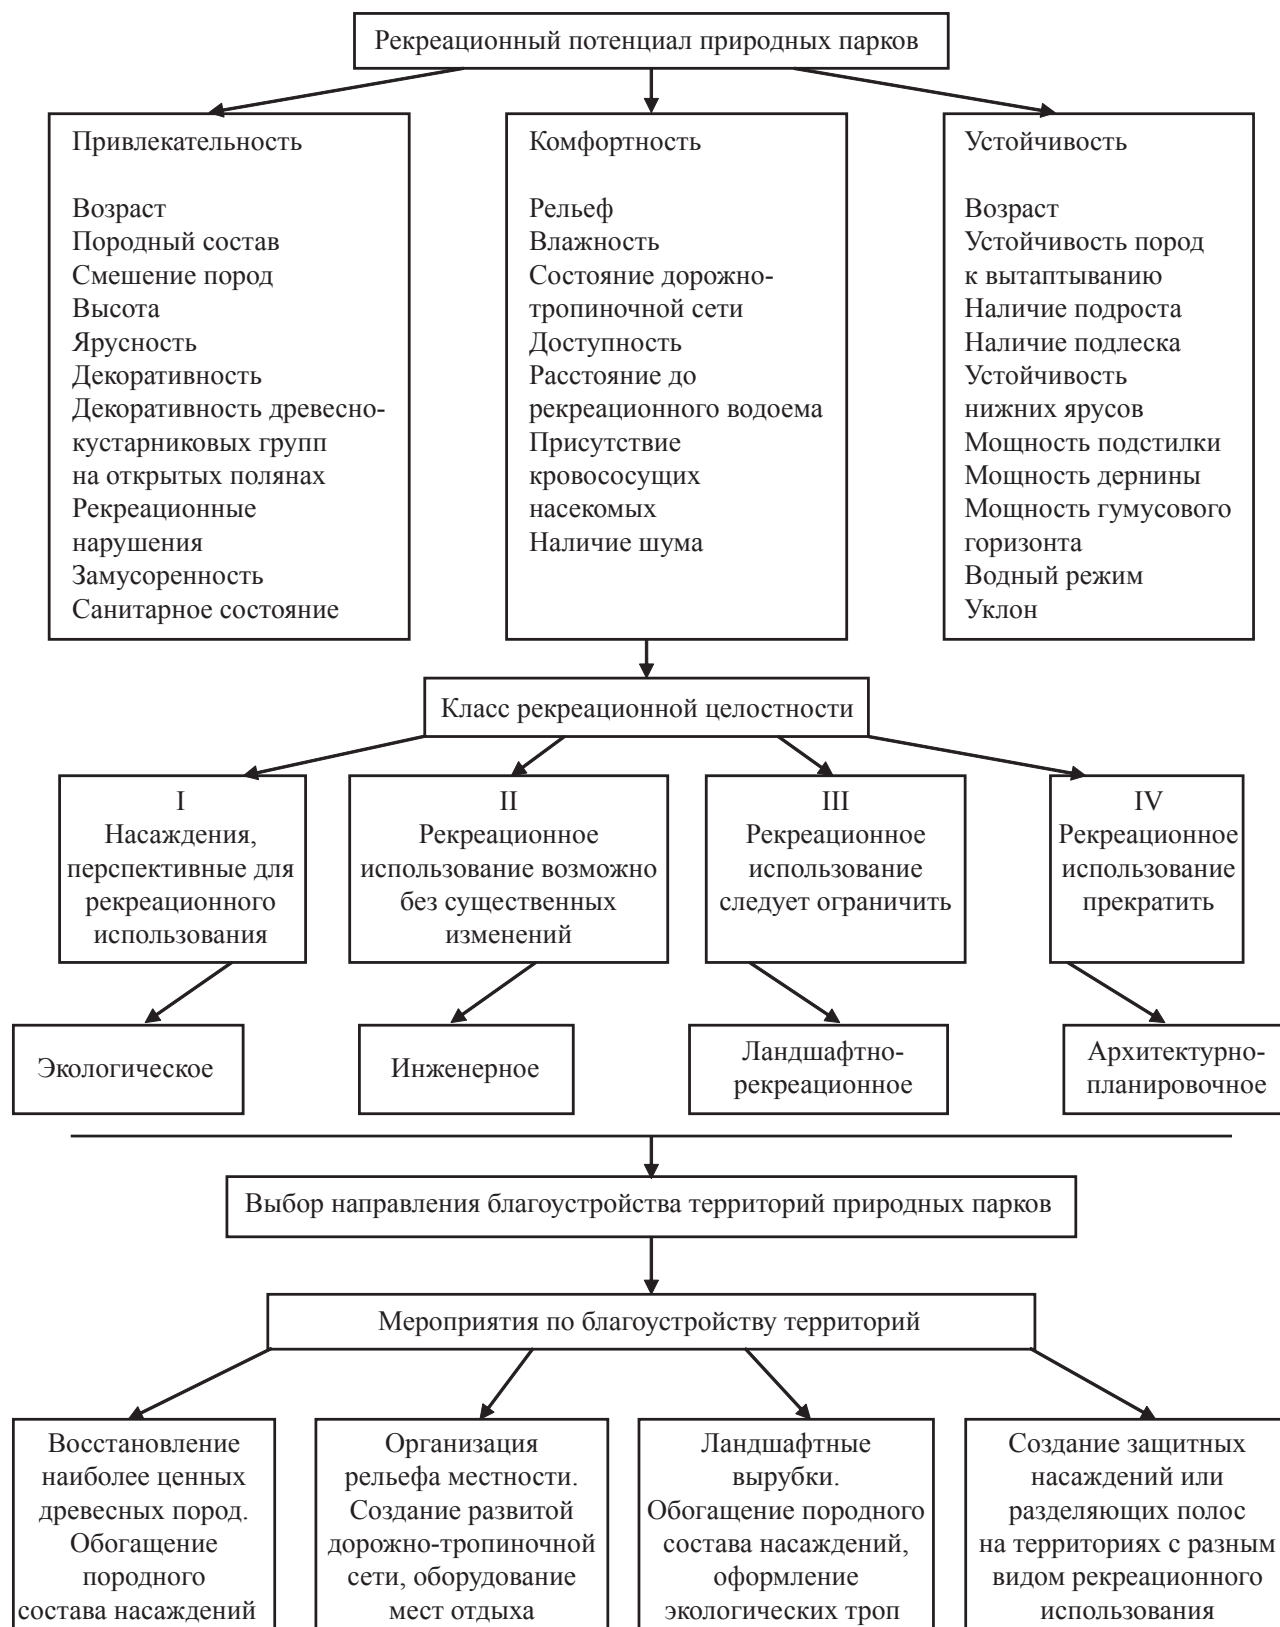 Рекреационный потенциал природных парков
Привлекательность
Возраст
Породный состав
Смешение пород
Высота
Ярусность
Декоративность
Декоративность древесно-
кустарниковых групп
на открытых полянах
Рекреационные
нарушения
Замусоренность
Санитарное состояние
Комфортность
Рельеф
Влажность
Состояние дорожно-
тропиночной сети
Доступность
Расстояние до
рекреационного водоема
Присутствие
кровососущих
насекомых
Наличие шума
Устойчивость
Возраст
Устойчивость пород
к вытаптыванию
Наличие подроста
Наличие подлеска
Устойчивость
нижних ярусов
Мощность подстилки
Мощность дернины
Мощность гумусового
горизонта
Водный режим
Уклон
Класс рекреационной целостности
I
Насаждения,
перспективные для
рекреационного
использования
II
Рекреационное
использование возможно
без существенных
изменений
III
Рекреационное
использование
следует ограничить
IV
Рекреационное
использование
прекратить
Экологическое
Инженерное
Ландшафтно-
рекреационное
Архитектурно-
планировочное
Выбор направления благоустройства территорий природных парков
Мероприятия по благоустройству территорий
Восстановление
наиболее ценных
древесных пород.
Обогащение
породного
состава насаждений
Организация
рельефа местности.
Создание развитой
дорожно-тропиночной
сети, оборудование
мест отдыха
Ландшафтные
вырубки.
Обогащение породного
состава насаждений,
оформление
экологических троп
Создание защитных
насаждений или
разделяющих полос
на территориях с разным
видом рекреационного
использования